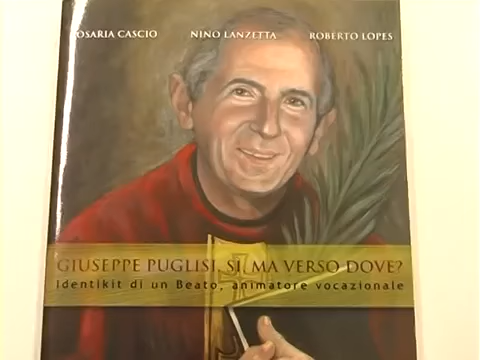 OSARIA CASCIO NINO LANZETTA ROBERTO LOPES
GIUSEPPE PUGLISI, SI, MA VERSO DOVE?
Identikit di un Beato, animatore vocazionale